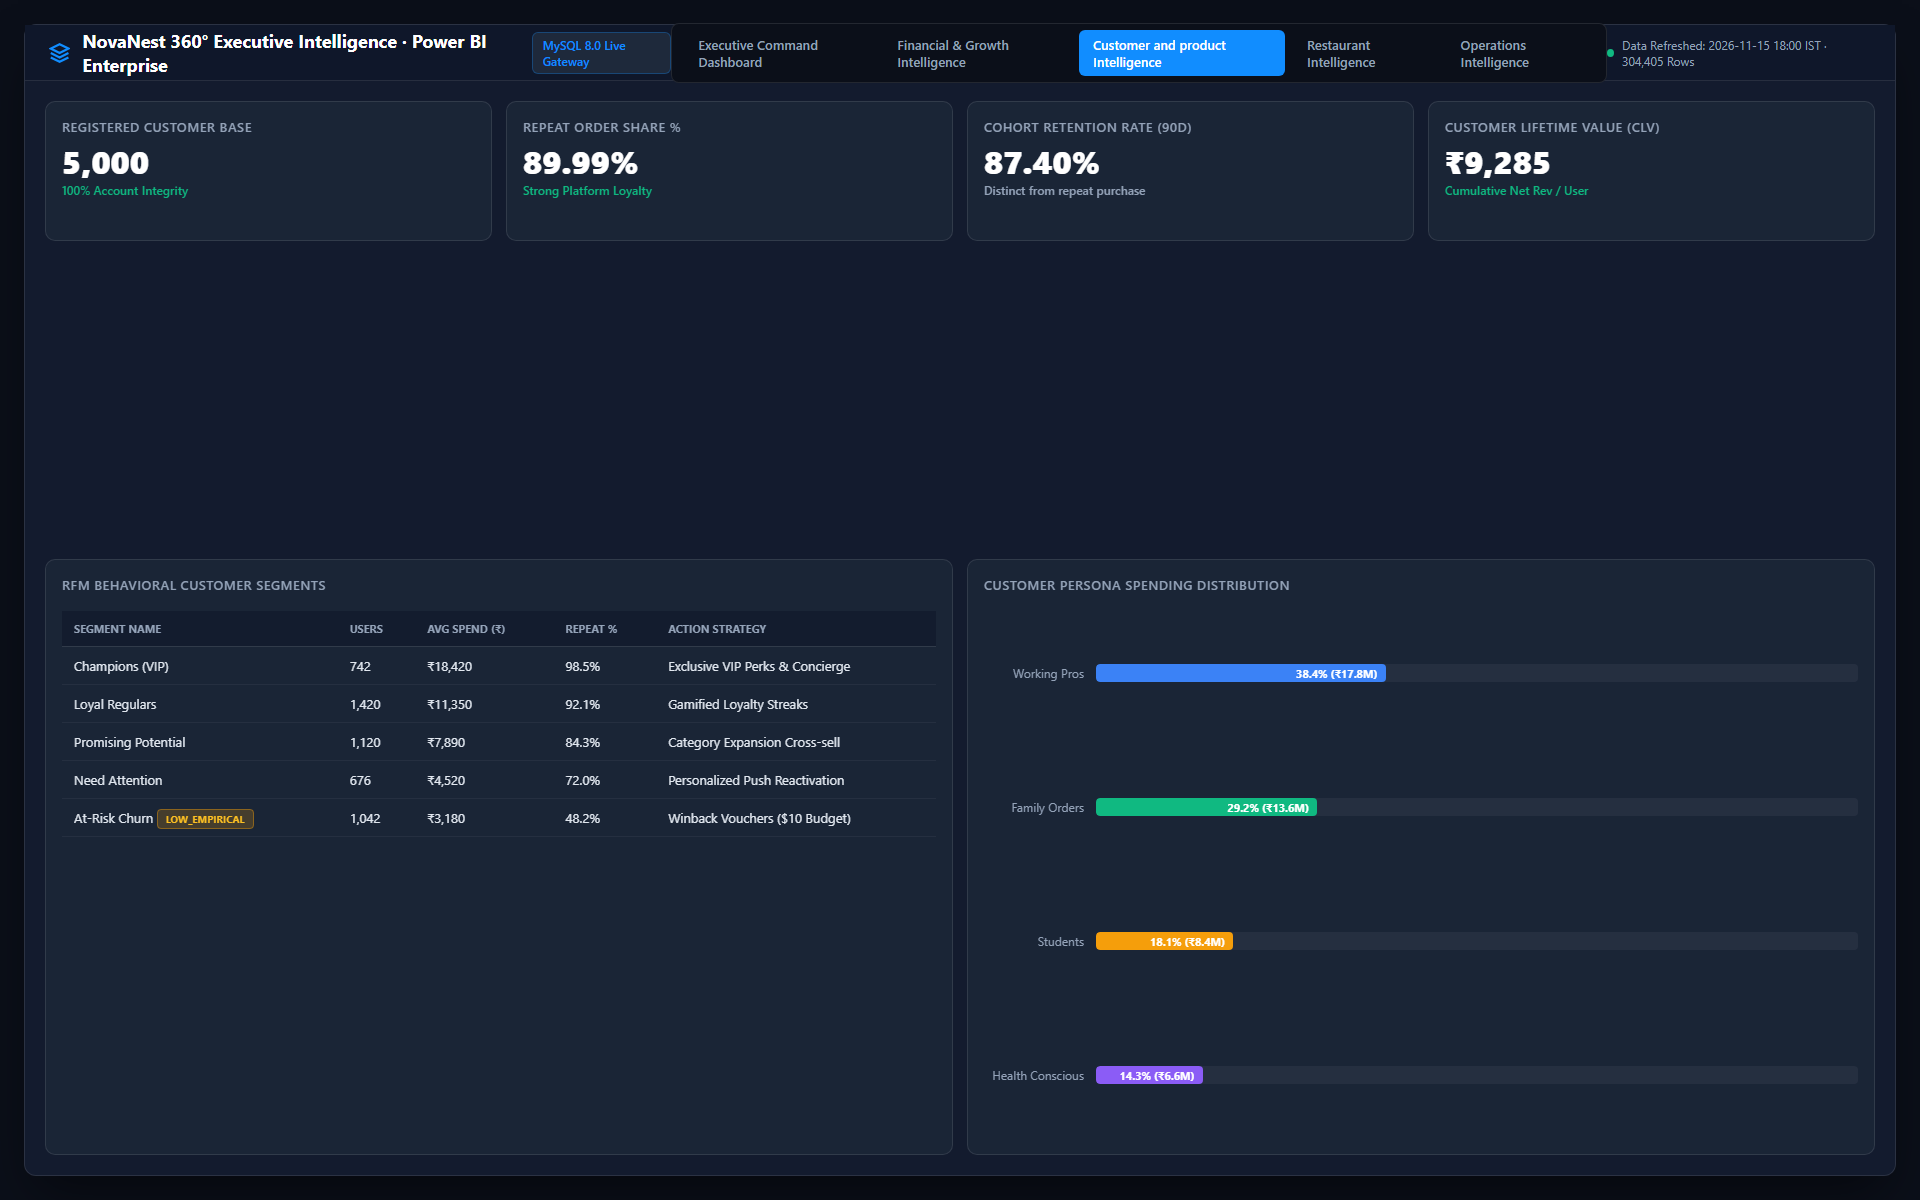 NovaNest 360° Executive Intelligence · Power BI
Enterprise
MySQL 8.0 Live
Gateway
Executive Command
Dashboard
Financial & Growth
Intelligence
Customer and product
Intelligence
Restaurant
Intelligence
Operations
Intelligence
Data Refreshed: 2026-11-15 18:00 IST ·
304,405 Rows
REGISTERED CUSTOMER BASE
5,000
100% Account Integrity
REPEAT ORDER SHARE %
89.99%
Strong Platform Loyalty
COHORT RETENTION RATE (90D)
87.40%
Distinct from repeat purchase
CUSTOMER LIFETIME VALUE (CLV)
₹9,285
Cumulative Net Rev / User
RFM BEHAVIORAL CUSTOMER SEGMENTS
SEGMENT NAME USERS AVG SPEND (₹) REPEAT % ACTION STRATEGY
Champions (VIP) 742 ₹18,420 98.5% Exclusive VIP Perks & Concierge
Loyal Regulars 1,420 ₹11,350 92.1% Gamified Loyalty Streaks
Promising Potential 1,120 ₹7,890 84.3% Category Expansion Cross-sell
Need Attention 676 ₹4,520 72.0% Personalized Push Reactivation
At-Risk Churn LOW_EMPIRICAL 1,042 ₹3,180 48.2% Winback Vouchers ($10 Budget)
CUSTOMER PERSONA SPENDING DISTRIBUTION
Working Pros 38.4% (₹17.8M)
Family Orders 29.2% (₹13.6M)
Students 18.1% (₹8.4M)
Health Conscious 14.3% (₹6.6M)